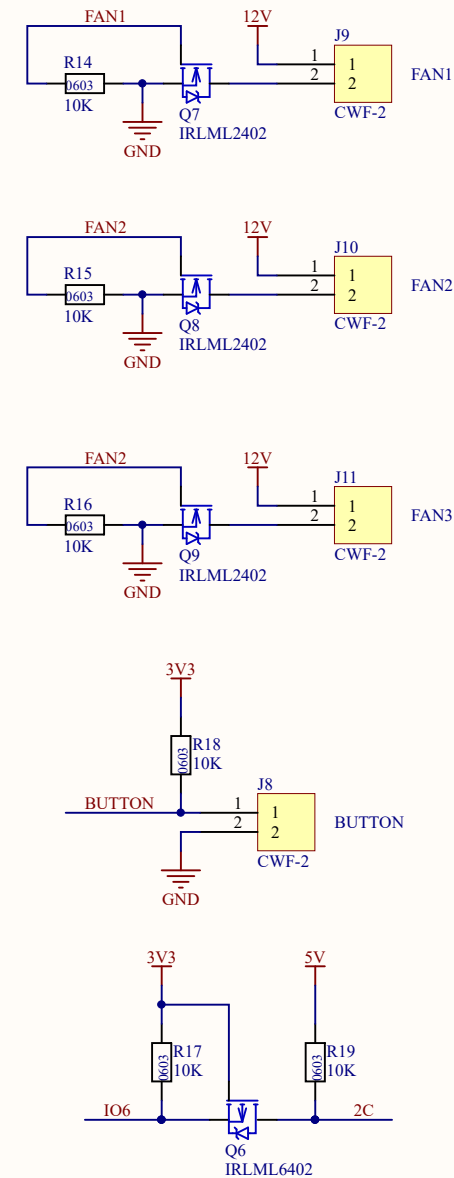 FAN1
12V
J9
R14
1
1
FAN1
0603
2
2
10K
Q7
CWF-2
IRLML2402
GND
FAN2
12V
J10
R15
1
1
FAN2
0603
2
2
10K
Q8
CWF-2
IRLML2402
GND
FAN2
12V
J11
R16
1
1
FAN3
0603
2
2
10K
Q9
CWF-2
IRLML2402
GND
3V3
R18
0603
10K
J8
BUTTON
1
1
2
2
BUTTON
CWF-2
GND
3V3
5V
R17
0603
10K
R19
0603
10K
IO6
2C
Q6
IRLML6402